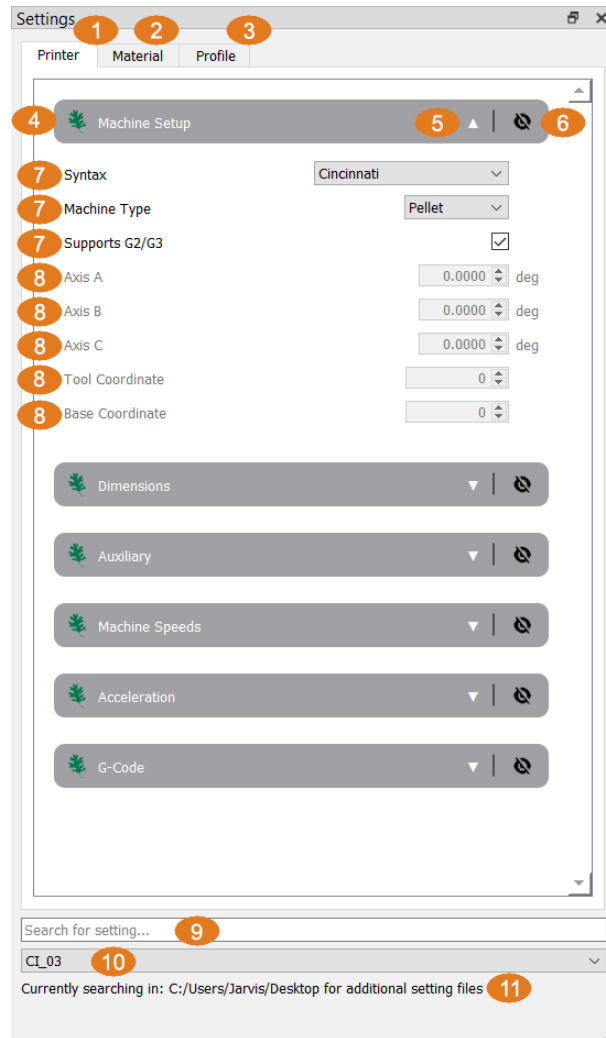 Settings
1 2 3
Printer Material Profile
4 Machine Setup 5 6
7 Syntax Cincinnati
7 Machine Type Pellet
7 Supports G2/G3
8 Axis A 0.0000 deg
8 Axis B 0.0000 deg
8 Axis C 0.0000 deg
8 Tool Coordinate 0
8 Base Coordinate 0
Dimensions
Auxiliary
Machine Speeds
Acceleration
G-Code
Search for setting... 9
CI_03 10
Currently searching in: C:/Users/Jarvis/Desktop for additional setting files 11